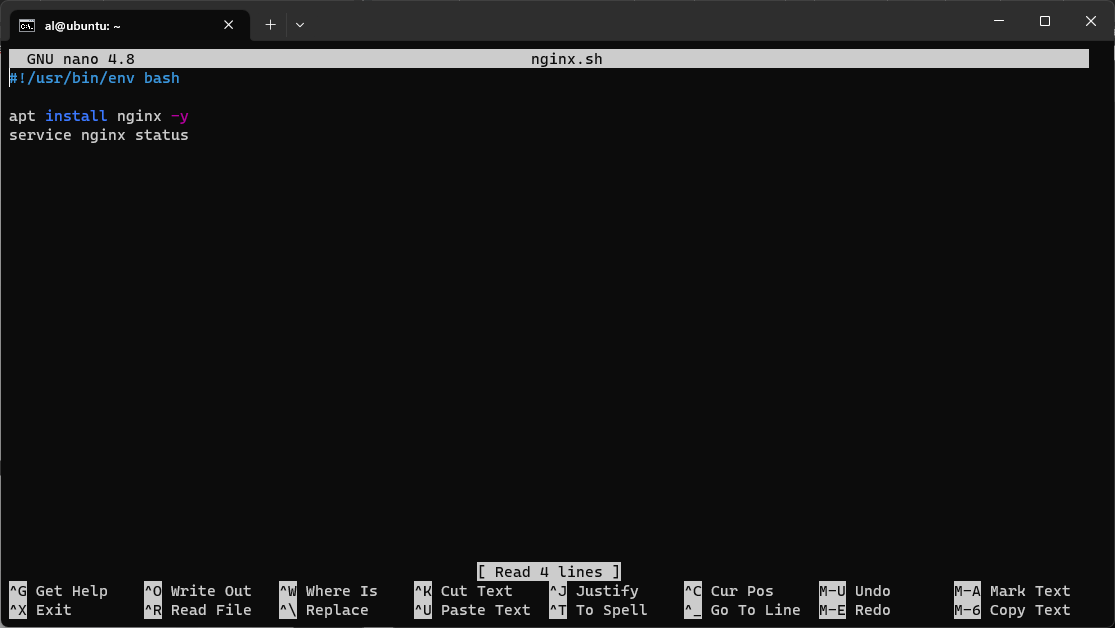 al@ubuntu: ~
GNU nano 4.8 nginx.sh
#!/usr/bin/env bash
apt install nginx -y
service nginx status
[ Read 4 lines ]
^G Get Help ^O Write Out ^W Where Is ^K Cut Text ^J Justify ^C Cur Pos M-U Undo M-A Mark Text
^X Exit ^R Read File ^\ Replace ^U Paste Text ^T To Spell ^_ Go To Line M-E Redo M-6 Copy Text